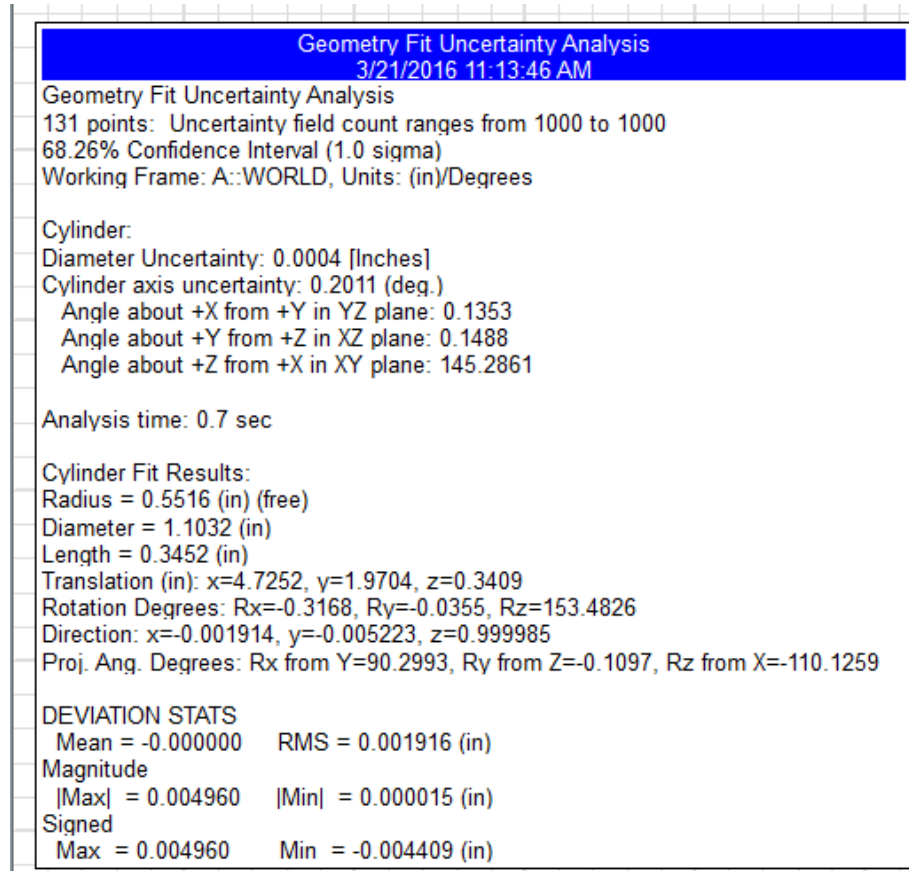 Geometry Fit Uncertainty Analysis
3/21/2016 11:13:46 AM
Geometry Fit Uncertainty Analysis
131 points:  Uncertainty field count ranges from 1000 to 1000
68.26% Confidence Interval (1.0 sigma)
Working Frame: A::WORLD, Units: (in)/Degrees
Cylinder:
Diameter Uncertainty: 0.0004 [Inches]
Cylinder axis uncertainty: 0.2011 (deg.)
Angle about +X from +Y in YZ plane: 0.1353
Angle about +Y from +Z in XZ plane: 0.1488
Angle about +Z from +X in XY plane: 145.2861
Analysis time: 0.7 sec
Cylinder Fit Results:
Radius = 0.5516 (in) (free)
Diameter = 1.1032 (in)
Length = 0.3452 (in)
Translation (in): x=4.7252, y=1.9704, z=0.3409
Rotation Degrees: Rx=-0.3168, Ry=-0.0355, Rz=153.4826
Direction: x=-0.001914, y=-0.005223, z=0.999985
Proj. Ang. Degrees: Rx from Y=90.2993, Ry from Z=-0.1097, Rz from X=-110.1259
DEVIATION STATS
Mean = -0.000000     RMS = 0.001916 (in)
Magnitude
|Max|  = 0.004960     |Min|  = 0.000015 (in)
Signed
Max  = 0.004960     Min  = -0.004409 (in)